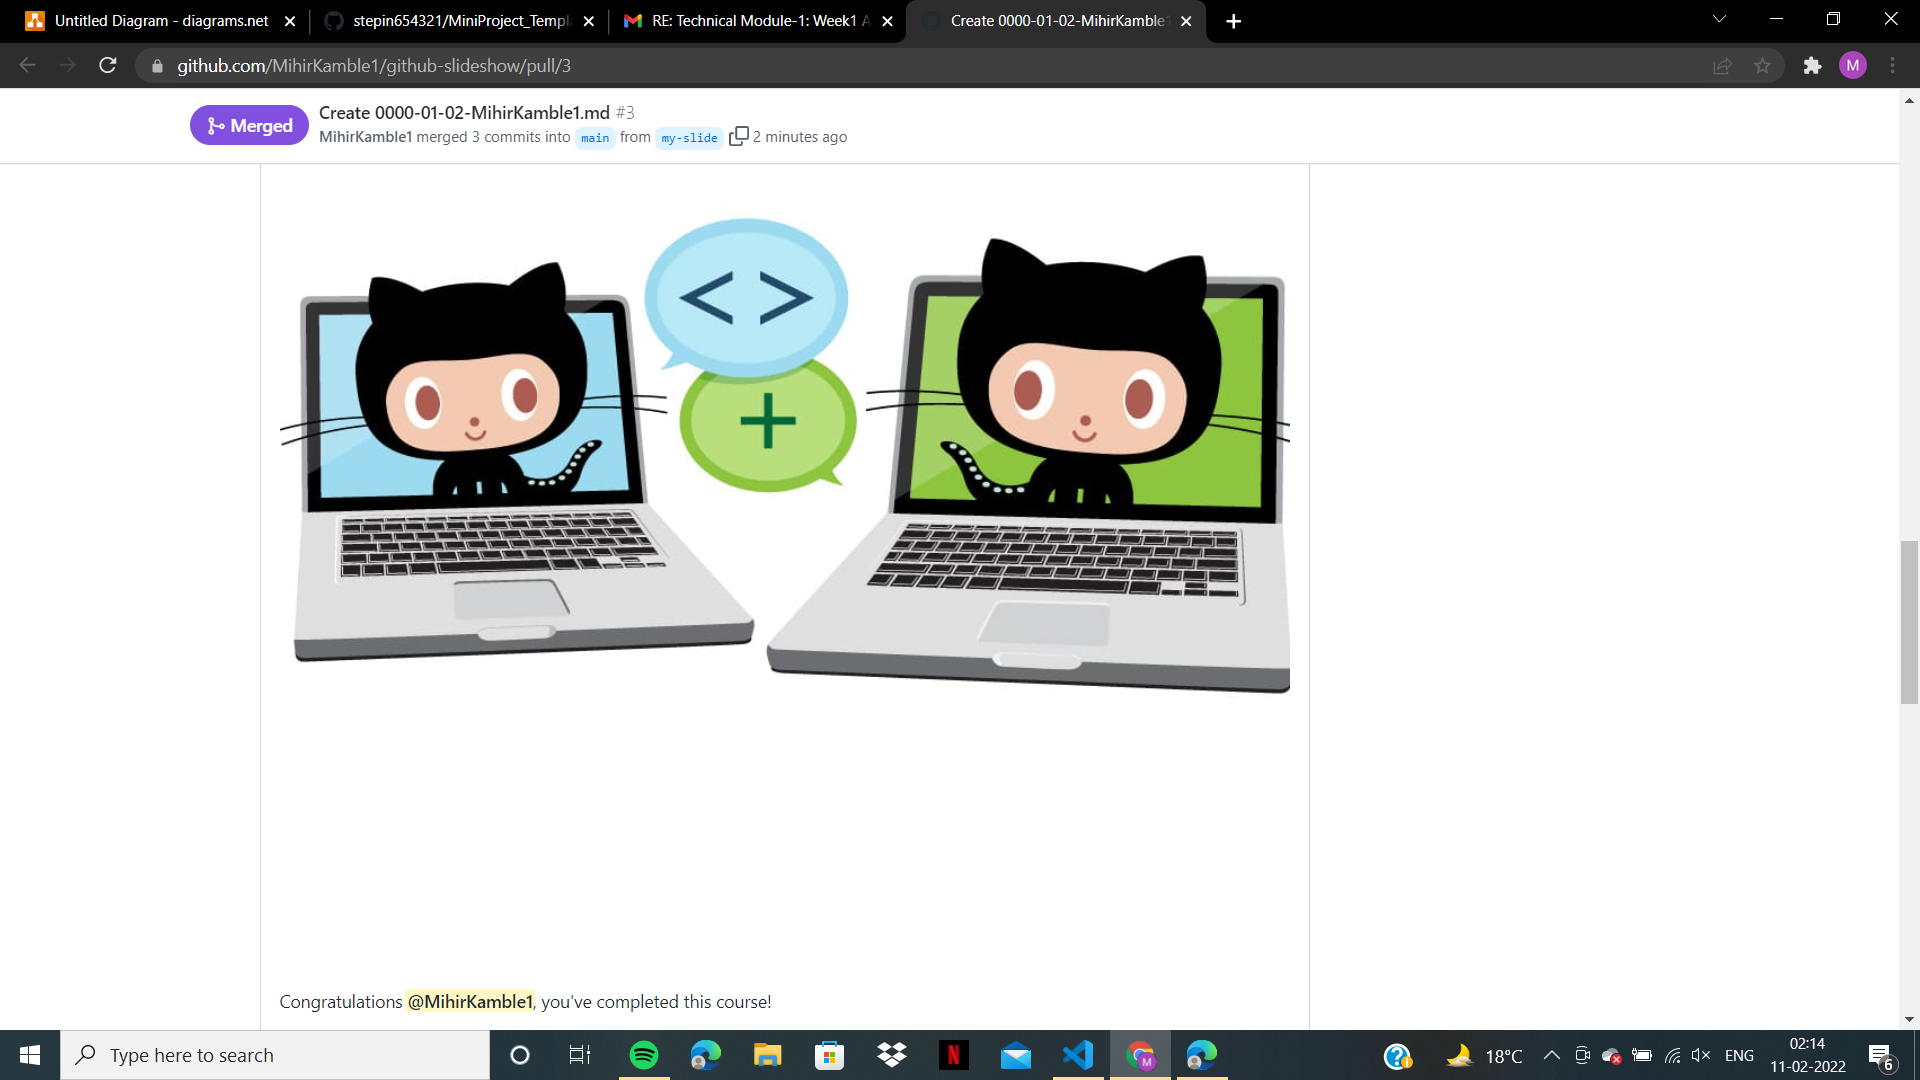 Untitled Diagram - diagrams.net
stepin654321/MiniProject_Templ
RE: Technical Module-1: Week1 A
Create 0000-01-02-MihirKamble1
github.com/MihirKamble1/github-slideshow/pull/3
M
Merged
Create 0000-01-02-MihirKamble1.md #3
MihirKamble1 merged 3 commits into main from my-slide 2 minutes ago
< >
+
Congratulations @MihirKamble1, you've completed this course!
Type here to search
N
M
18°C
ENG
02:14
11-02-2022
6